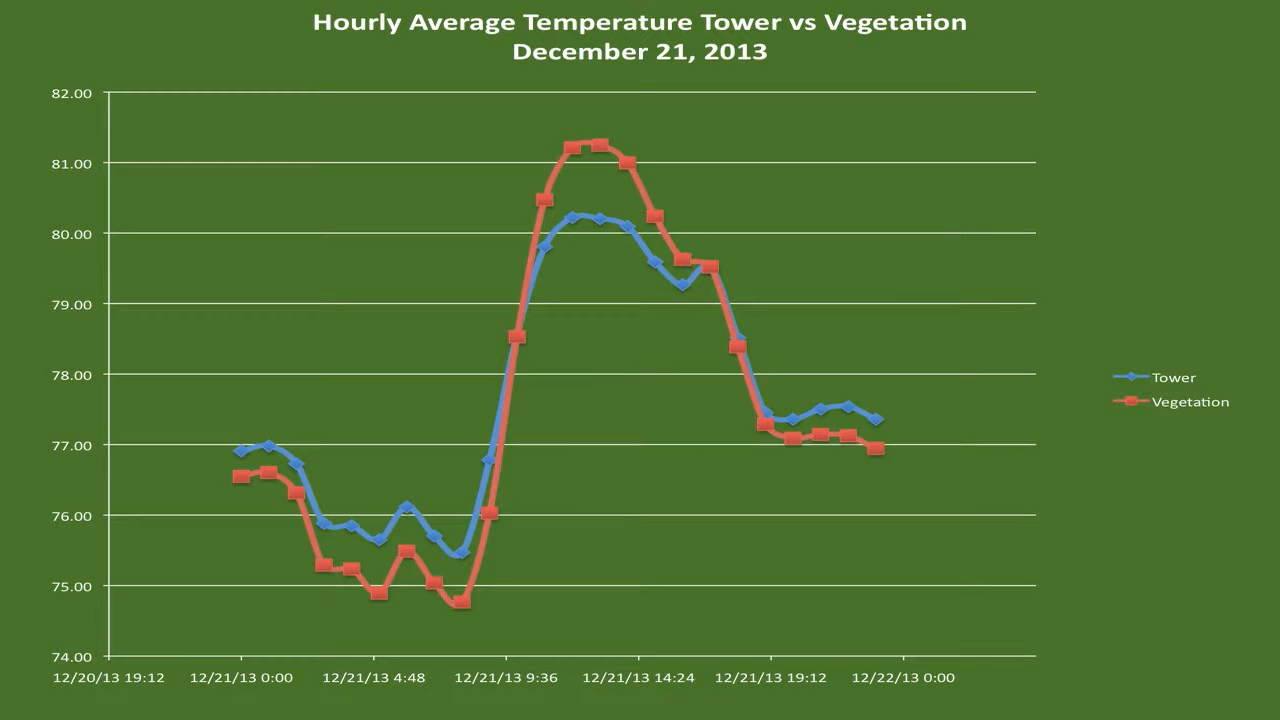 Hourly Average Temperature Tower vs Vegetation
December 21, 2013
82.00
81.00
80.00
79.00
78.00
77.00
76.00
75.00
74.00
12/20/13 19:12 12/21/13 0:00 12/21/13 4:48 12/21/13 9:36 12/21/13 14:24 12/21/13 19:12 12/22/13 0:00
Tower
Vegetation